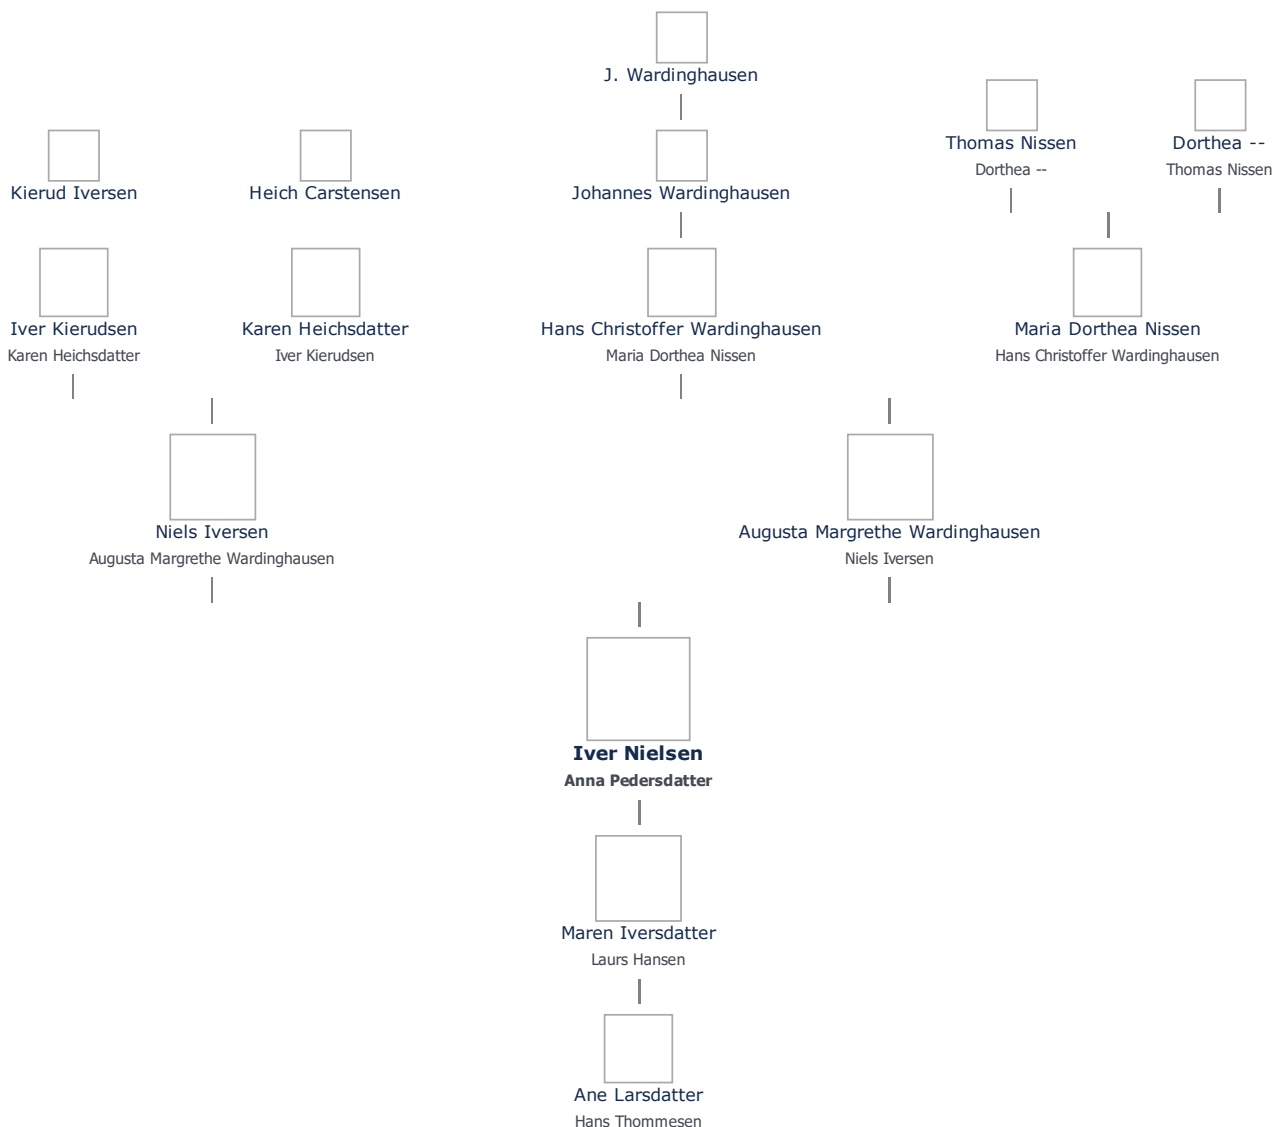 J. Wardinghausen
Thomas Nissen
Dorthea --
Dorthea --
Thomas Nissen
Kierud Iversen
Heich Carstensen
Johannes Wardinghausen
Iver Kierudsen
Karen Heichsdatter
Karen Heichsdatter
Iver Kierudsen
Hans Christoffer Wardinghausen
Maria Dorthea Nissen
Maria Dorthea Nissen
Hans Christoffer Wardinghausen
Niels Iversen
Augusta Margrethe Wardinghausen
Augusta Margrethe Wardinghausen
Niels Iversen
Iver Nielsen
Anna Pedersdatter
Maren Iversdatter
Laurs Hansen
Ane Larsdatter
Hans Thommesen